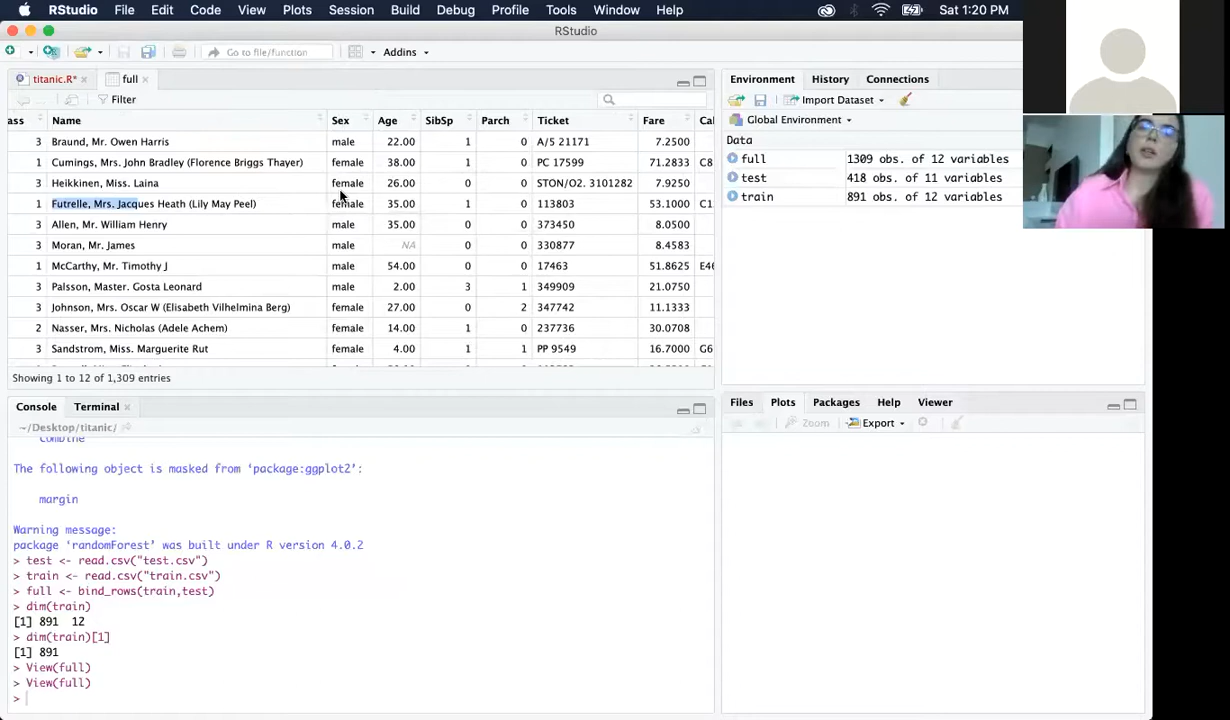 RStudio File Edit Code View Plots Session Build Debug Profile Tools Window Help Sat 1:20 PM
RStudio
Go to file/function Addins
titanic.R* full
Filter
ass Name Sex Age SibSp Parch Ticket Fare Cal
3 Braund, Mr. Owen Harris male 22.00 1 0 A/5 21171 7.2500
1 Cumings, Mrs. John Bradley (Florence Briggs Thayer) female 38.00 1 0 PC 17599 71.2833 C8
3 Heikkinen, Miss. Laina female 26.00 0 0 STON/O2. 3101282 7.9250
1 Futrelle, Mrs. Jacques Heath (Lily May Peel) female 35.00 1 0 113803 53.1000 C1
3 Allen, Mr. William Henry male 35.00 0 0 373450 8.0500
3 Moran, Mr. James male NA 0 0 330877 8.4583
1 McCarthy, Mr. Timothy J male 54.00 0 0 17463 51.8625 E46
3 Palsson, Master. Gosta Leonard male 2.00 3 1 349909 21.0750
3 Johnson, Mrs. Oscar W (Elisabeth Vilhelmina Berg) female 27.00 0 2 347742 11.1333
2 Nasser, Mrs. Nicholas (Adele Achem) female 14.00 1 0 237736 30.0708
3 Sandstrom, Miss. Marguerite Rut female 4.00 1 1 PP 9549 16.7000 G6
Showing 1 to 12 of 1,309 entries
Environment History Connections
Import Dataset
Global Environment
Data
full 1309 obs. of 12 variables
test 418 obs. of 11 variables
train 891 obs. of 12 variables
Console Terminal
~/Desktop/titanic/
combine
The following object is masked from ‘package:ggplot2’:
margin
Warning message:
package ‘randomForest’ was built under R version 4.0.2
> test <- read.csv("test.csv")
> train <- read.csv("train.csv")
> full <- bind_rows(train,test)
> dim(train)
[1] 891 12
> dim(train)[1]
[1] 891
> View(full)
> View(full)
>
Files Plots Packages Help Viewer
Zoom Export